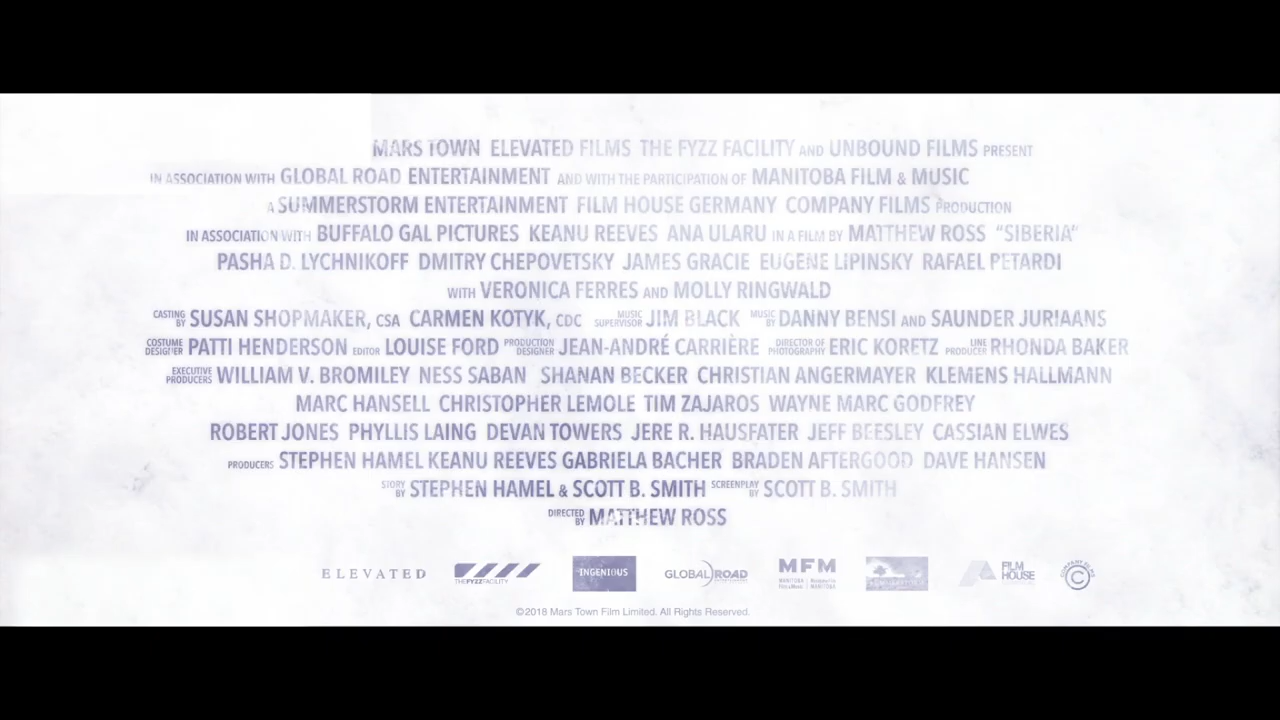 MARS TOWN ELEVATED FILMS THE FYZZ FACILITY AND UNBOUND FILMS PRESENT
IN ASSOCIATION WITH GLOBAL ROAD ENTERTAINMENT AND WITH THE PARTICIPATION OF MANITOBA FILM & MUSIC
A SUMMERSTORM ENTERTAINMENT FILM HOUSE GERMANY COMPANY FILMS PRODUCTION
IN ASSOCIATION WITH BUFFALO GAL PICTURES KEANU REEVES ANA ULARU IN A FILM BY MATTHEW ROSS "SIBERIA"
PASHA D. LYCHNIKOFF DMITRY CHEPOVETSKY JAMES GRACIE EUGENE LIPINSKY RAFAEL PETARDI
WITH VERONICA FERRES AND MOLLY RINGWALD
CASTING BY SUSAN SHOPMAKER, CSA CARMEN KOTYK, CDC MUSIC SUPERVISOR JIM BLACK MUSIC BY DANNY BENSI AND SAUNDER JURIAANS
COSTUME DESIGNER PATTI HENDERSON EDITOR LOUISE FORD PRODUCTION DESIGNER JEAN-ANDRÉ CARRIÈRE DIRECTOR OF PHOTOGRAPHY ERIC KORETZ LINE PRODUCER RHONDA BAKER
EXECUTIVE PRODUCERS WILLIAM V. BROMILEY NESS SABAN SHANAN BECKER CHRISTIAN ANGERMAYER KLEMENS HALLMANN
MARC HANSELL CHRISTOPHER LEMOLE TIM ZAJAROS WAYNE MARC GODFREY
ROBERT JONES PHYLLIS LAING DEVAN TOWERS JERE R. HAUSFATER JEFF BEESLEY CASSIAN ELWES
PRODUCERS STEPHEN HAMEL KEANU REEVES GABRIELA BACHER BRADEN AFTERGOOD DAVE HANSEN
STORY BY STEPHEN HAMEL & SCOTT B. SMITH SCREENPLAY BY SCOTT B. SMITH
DIRECTED BY MATTHEW ROSS
ELEVATED THEFYZZFACILITY INGENIOUS GLOBAL ROAD MFM FILM HOUSE COMPANY FILMS
©2018 Mars Town Film Limited. All Rights Reserved.